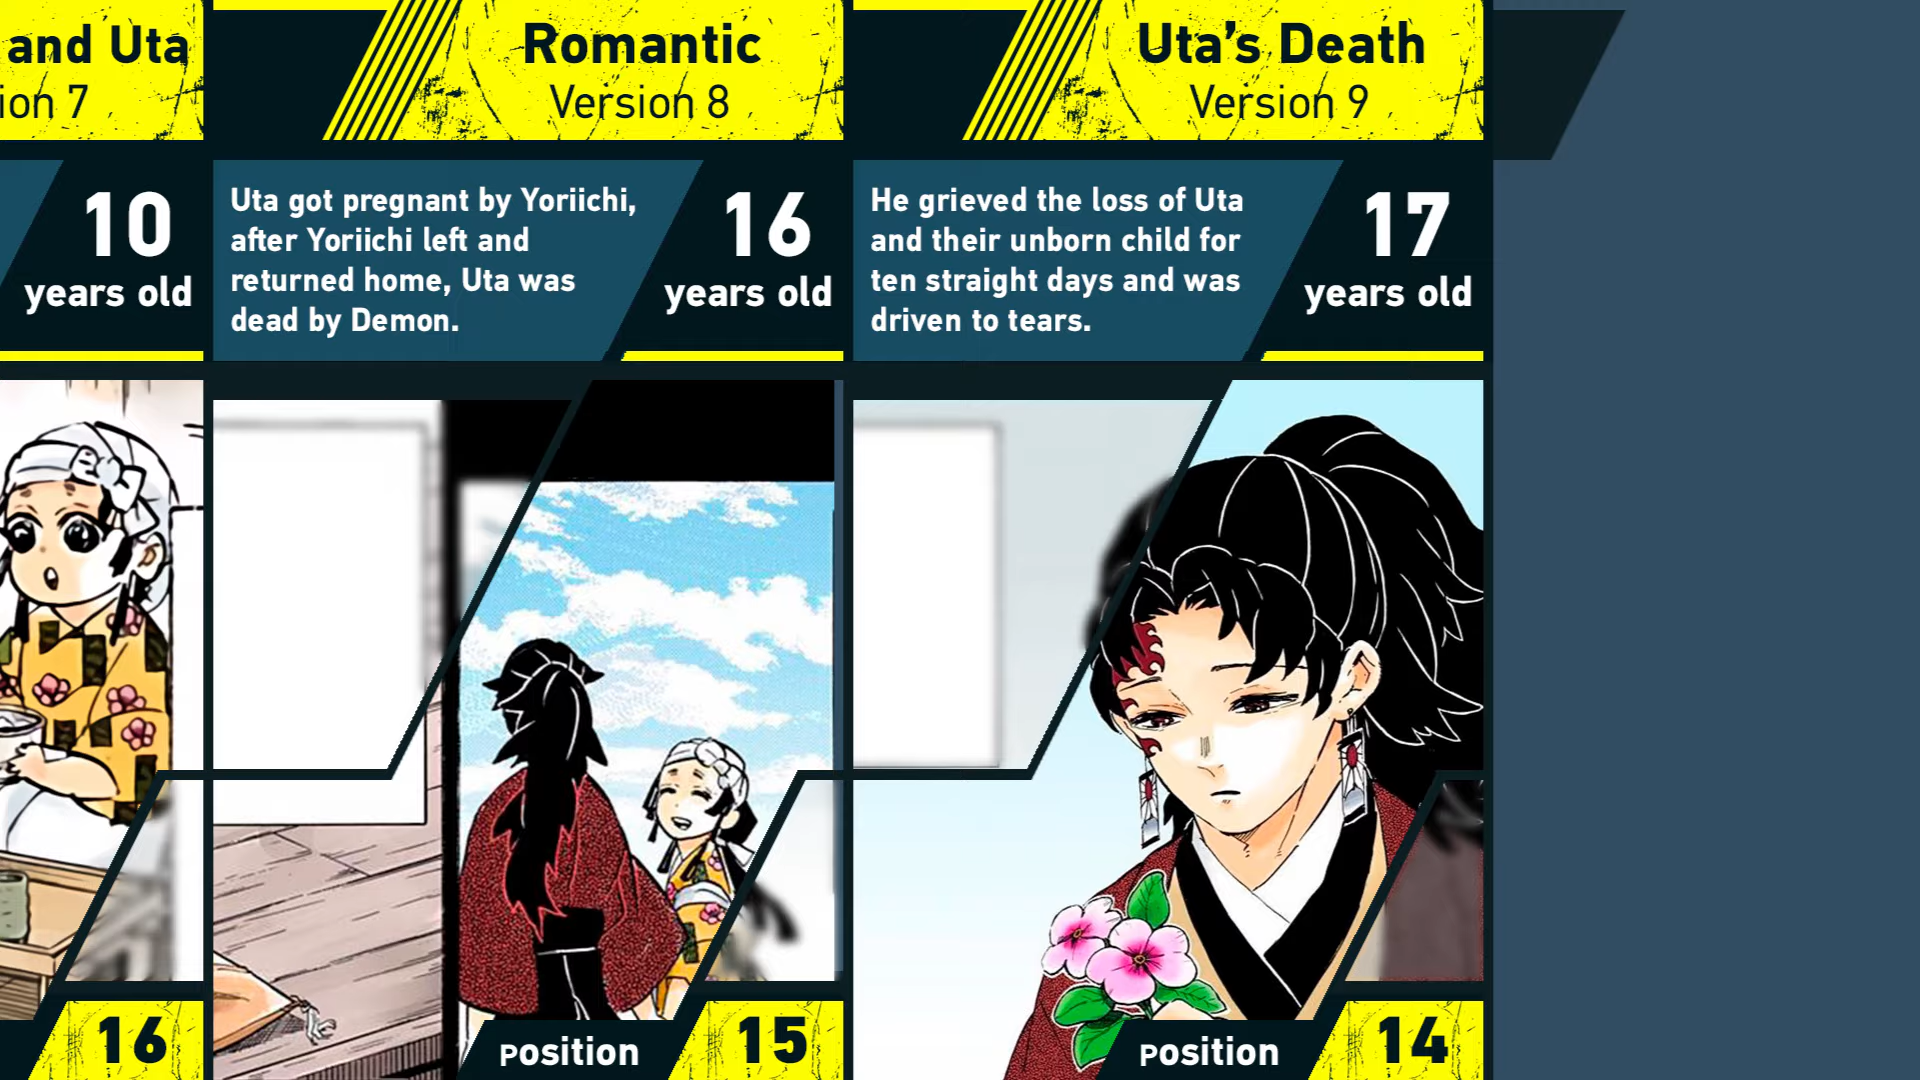 and Uta
ion 7
10
years old
16
Romantic
Version 8
Uta got pregnant by Yoriichi,
after Yoriichi left and
returned home, Uta was
dead by Demon.
16
years old
position
15
Uta’s Death
Version 9
He grieved the loss of Uta
and their unborn child for
ten straight days and was
driven to tears.
17
years old
position
14